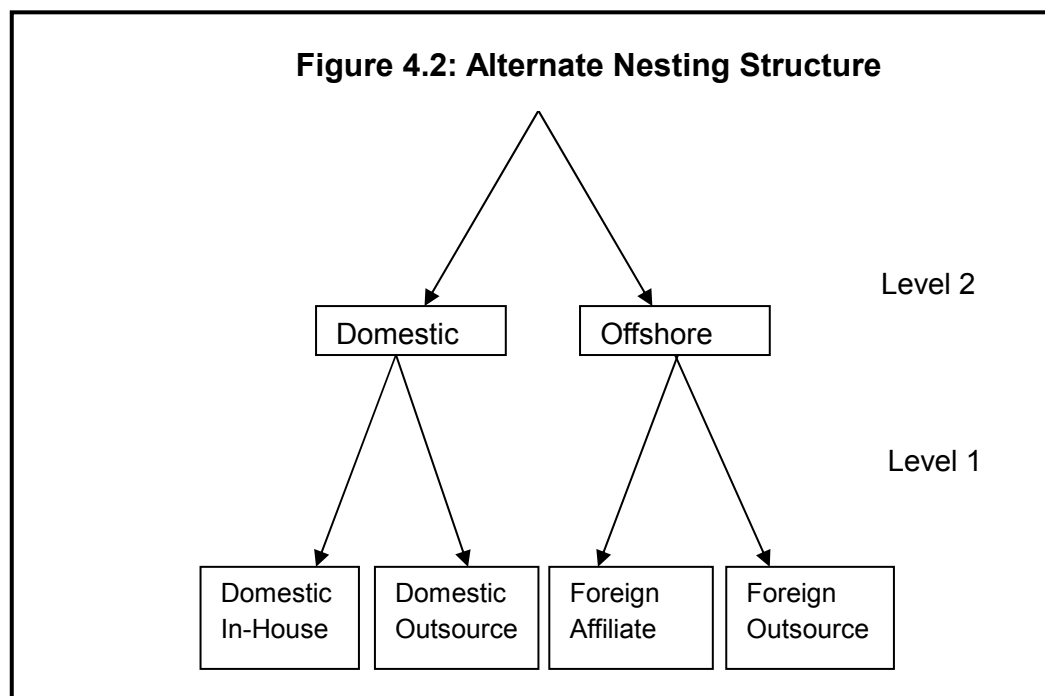 Figure 4.2: Alternate Nesting Structure
Level 2
Domestic
Offshore
Level 1
Domestic
In-House
Domestic
Outsource
Foreign
Affiliate
Foreign
Outsource